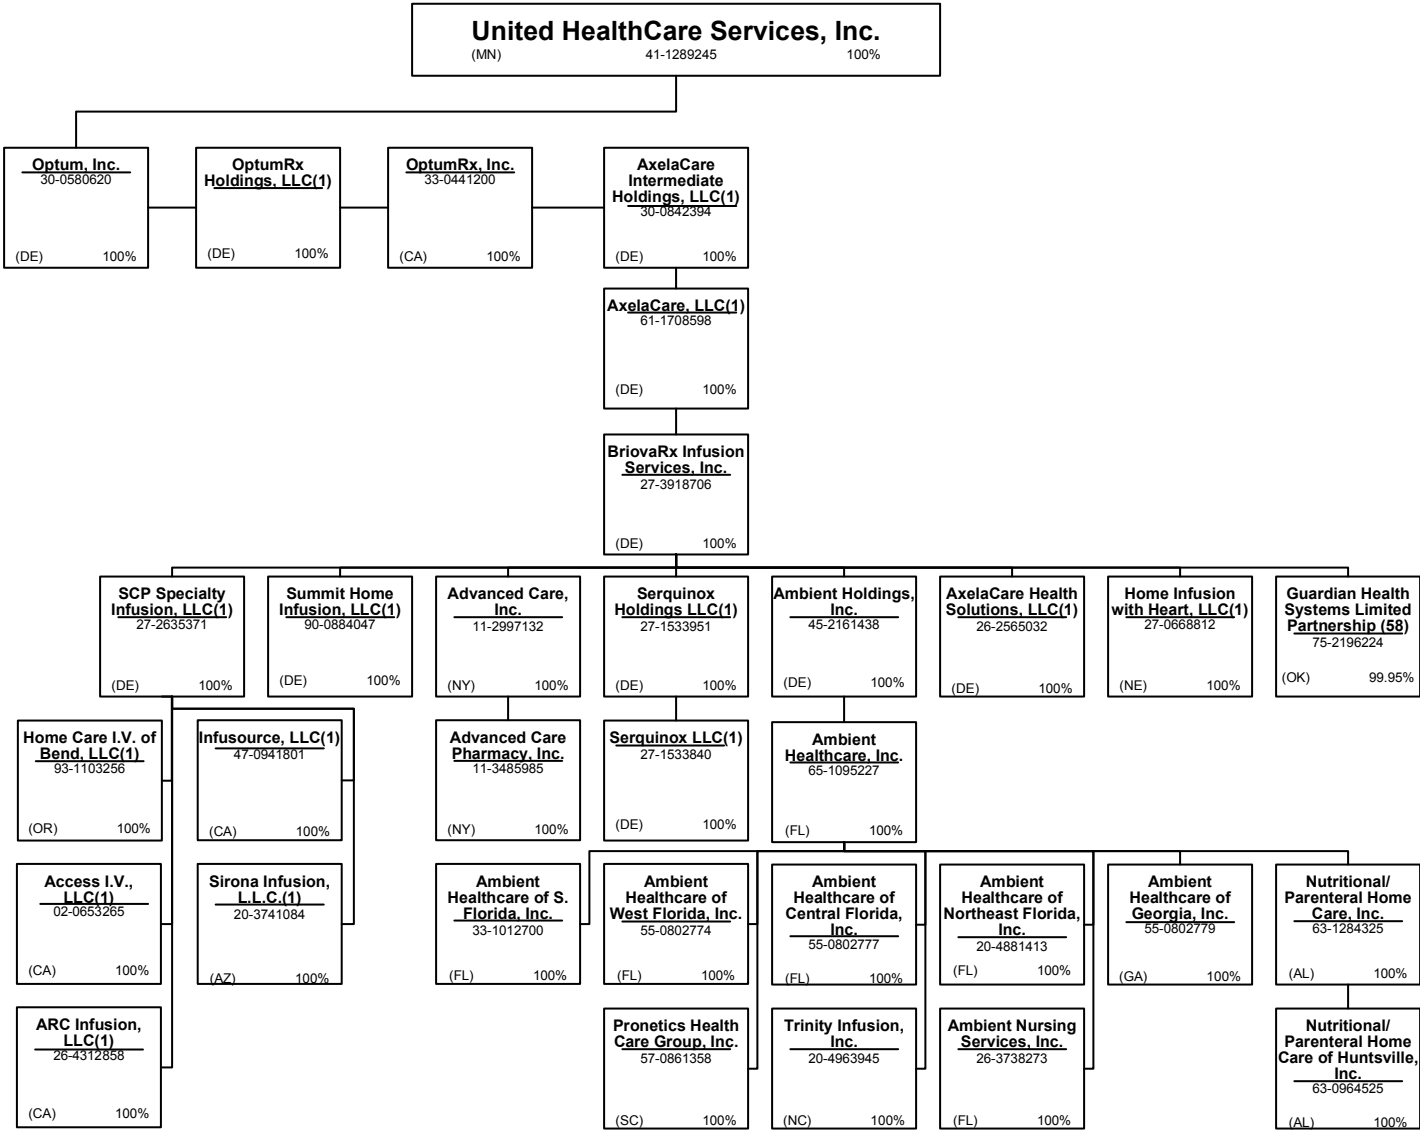 United HealthCare Services, Inc.
(MN) 41-1289245 100%
Optum, Inc.
30-0580620
(DE) 100%
OptumRx
Holdings, LLC(1)
(DE) 100%
OptumRx, Inc.
33-0441200
(CA) 100%
AxelaCare
Intermediate
Holdings, LLC(1)
30-0842394
(DE) 100%
AxelaCare, LLC(1)
61-1708598
(DE) 100%
BriovaRx Infusion
Services, Inc.
27-3918706
(DE) 100%
SCP Specialty
Infusion, LLC(1)
27-2635371
(DE) 100%
Summit Home
Infusion, LLC(1)
90-0884047
(DE) 100%
Advanced Care,
Inc.
11-2997132
(NY) 100%
Serquinox
Holdings LLC(1)
27-1533951
(DE) 100%
Ambient Holdings,
Inc.
45-2161438
(DE) 100%
AxelaCare Health
Solutions, LLC(1)
26-2565032
(DE) 100%
Home Infusion
with Heart, LLC(1)
27-0668812
(NE) 100%
Guardian Health
Systems Limited
Partnership (58)
75-2196224
(OK) 99.95%
Home Care I.V. of
Bend, LLC(1)
93-1103256
(OR) 100%
Infusource, LLC(1)
47-0941801
(CA) 100%
Advanced Care
Pharmacy, Inc.
11-3485985
(NY) 100%
Serquinox LLC(1)
27-1533840
(DE) 100%
Ambient
Healthcare, Inc.
65-1095227
(FL) 100%
Access I.V.,
LLC(1)
02-0653265
(CA) 100%
Sirona Infusion,
L.L.C.(1)
20-3741084
(AZ) 100%
Ambient
Healthcare of S.
Florida, Inc.
33-1012700
(FL) 100%
Ambient
Healthcare of
West Florida, Inc.
55-0802774
(FL) 100%
Ambient
Healthcare of
Central Florida,
Inc.
55-0802777
(FL) 100%
Ambient
Healthcare of
Northeast Florida,
Inc.
20-4881413
(FL) 100%
Ambient
Healthcare of
Georgia, Inc.
55-0802779
(GA) 100%
Nutritional/
Parenteral Home
Care, Inc.
63-1284325
(AL) 100%
ARC Infusion,
LLC(1)
26-4312858
(CA) 100%
Pronetics Health
Care Group, Inc.
57-0861358
(SC) 100%
Trinity Infusion,
Inc.
20-4963945
(NC) 100%
Ambient Nursing
Services, Inc.
26-3738273
(FL) 100%
Nutritional/
Parenteral Home
Care of Huntsville,
Inc.
63-0964525
(AL) 100%